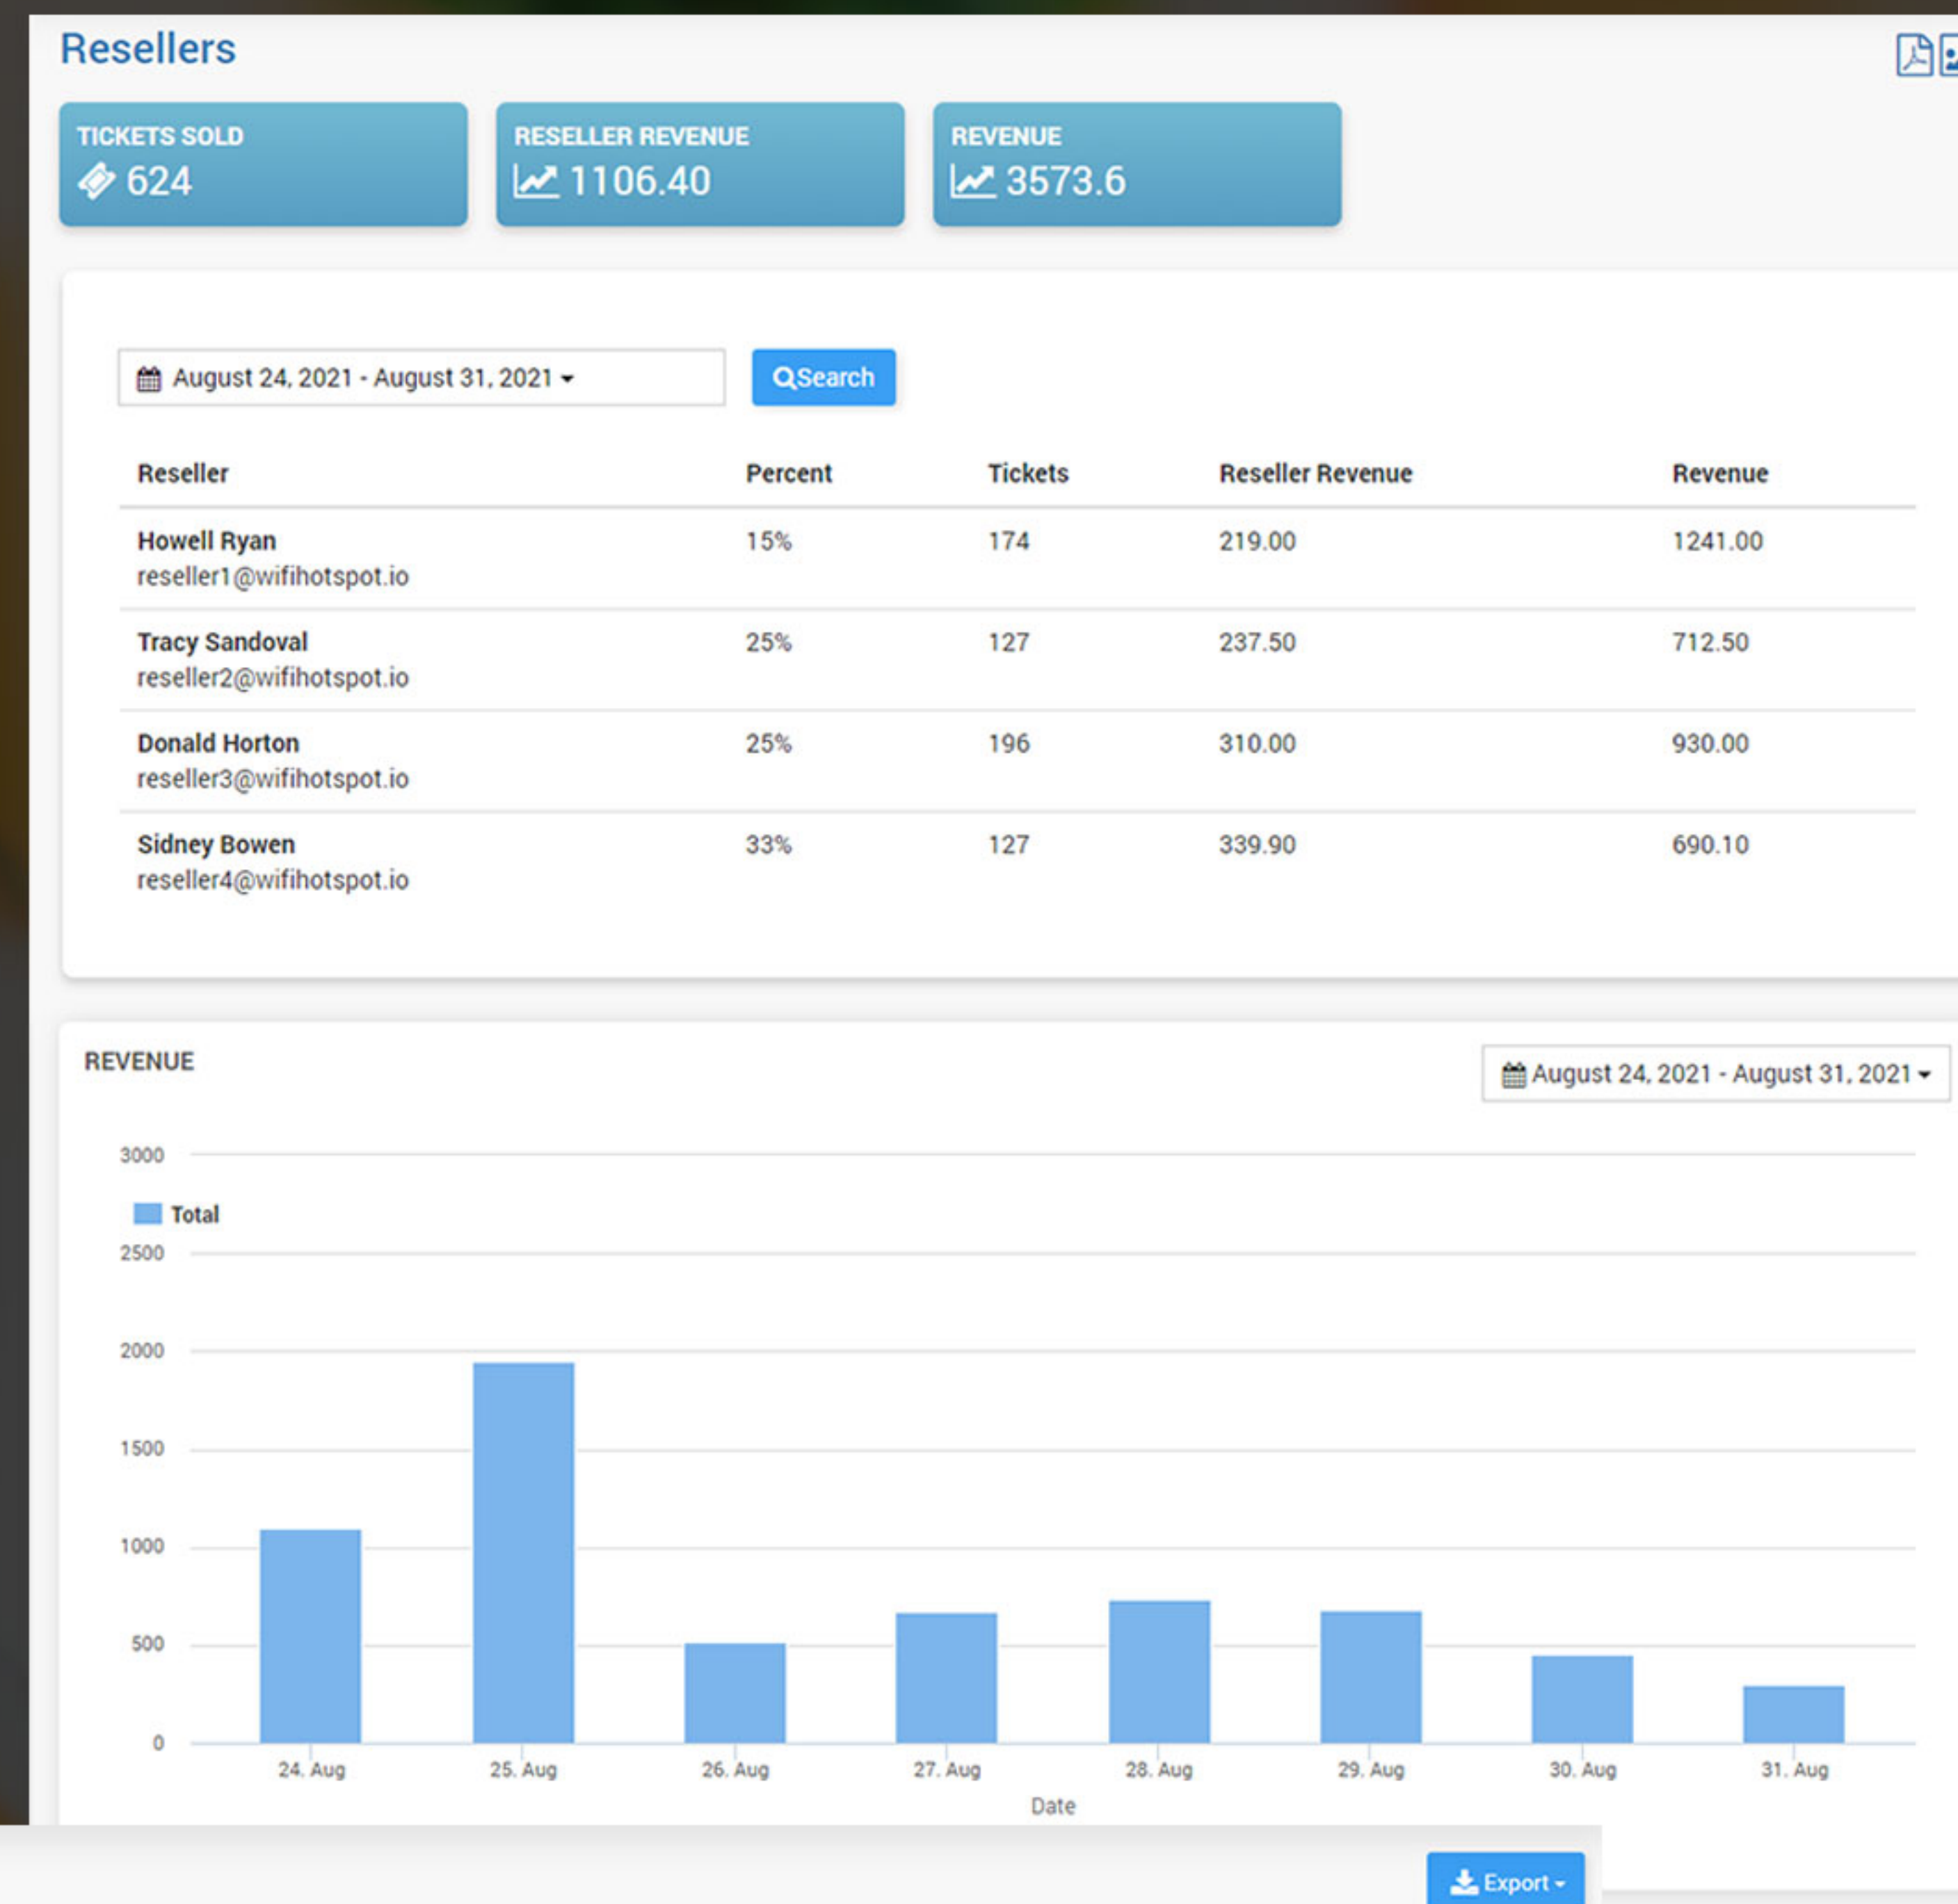 Resellers
TICKETS SOLD
624
RESELLER REVENUE
1106.40
REVENUE
3573.6
August 24, 2021 - August 31, 2021
Search
Reseller Percent Tickets Reseller Revenue Revenue
Howell Ryan 15% 174 219.00 1241.00
reseller1@wifihotspot.io
Tracy Sandoval 25% 127 237.50 712.50
reseller2@wifihotspot.io
Donald Horton 25% 196 310.00 930.00
reseller3@wifihotspot.io
Sidney Bowen 33% 127 339.90 690.10
reseller4@wifihotspot.io
REVENUE
August 24, 2021 - August 31, 2021
3000
Total
2500
2000
1500
1000
500
0
24. Aug 25. Aug 26. Aug 27. Aug 28. Aug 29. Aug 30. Aug 31. Aug
Date
Export